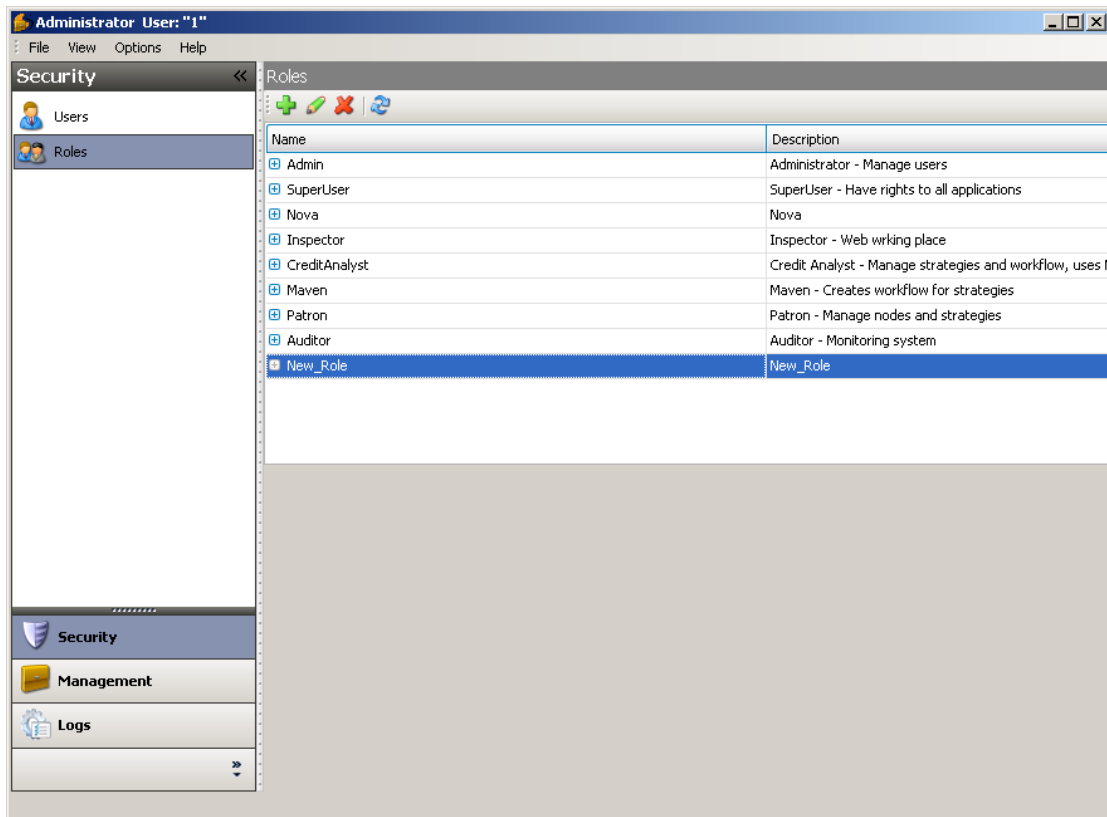 Administrator User: "1"
File View Options Help
Security
Roles
Users
Roles
Name Description
Admin Administrator - Manage users
SuperUser SuperUser - Have rights to all applications
Nova Nova
Inspector Inspector - Web wrking place
CreditAnalyst Credit Analyst - Manage strategies and workflow, uses
Maven Maven - Creates workflow for strategies
Patron Patron - Manage nodes and strategies
Auditor Auditor - Monitoring system
New_Role New_Role
Security
Management
Logs